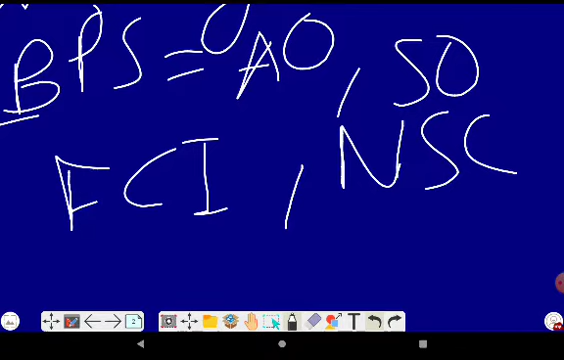 BPS = AO, SO
FCI, NSC